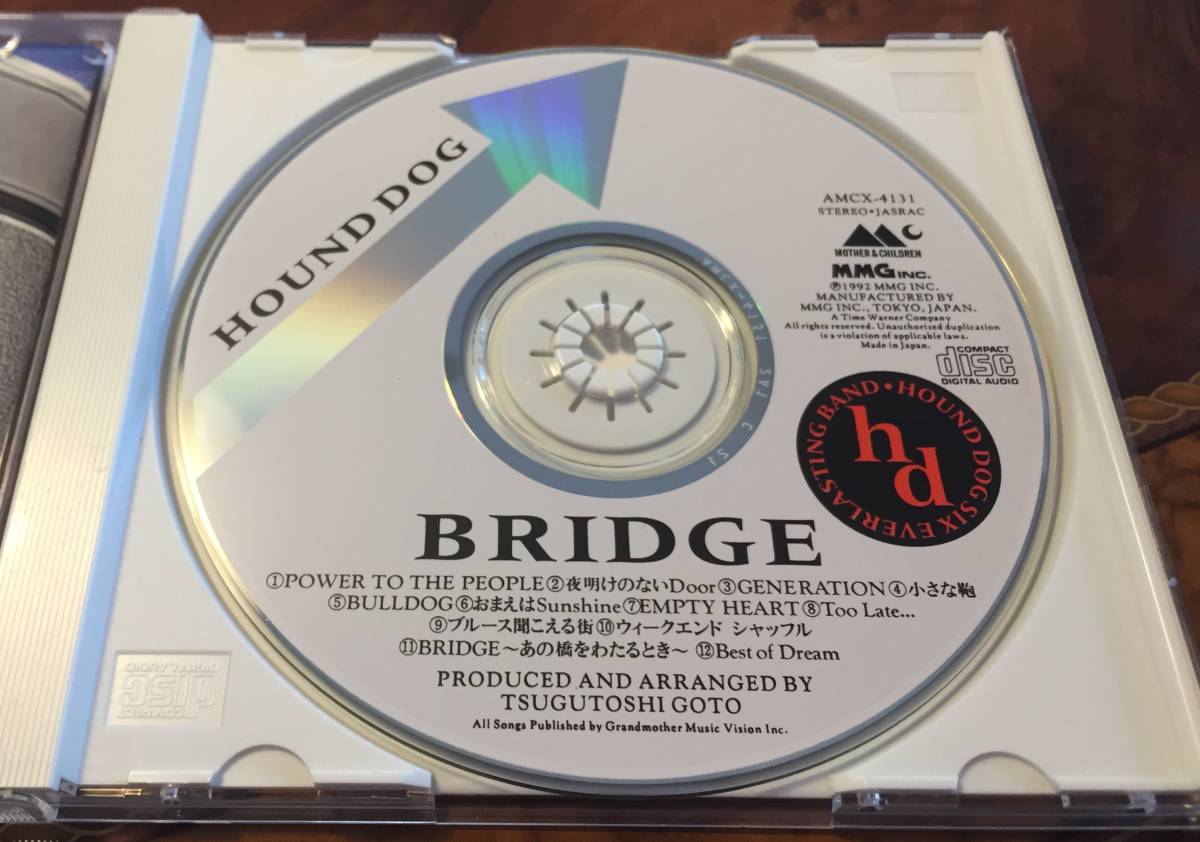 HOUND DOG
AMCX-4131
STEREO・JASRAC
MOTHER & CHILDREN
MMG INC.
Ⓟ1992 MMG INC.
MANUFACTURED BY
MMG INC., TOKYO, JAPAN.
A Time Warner Company
All rights reserved. Unauthorized duplication
is a violation of applicable laws.
Made in Japan.
COMPACT
disc
DIGITAL AUDIO
HOUND DOG SIX EVERLASTING BAND・
hd
BRIDGE
①POWER TO THE PEOPLE②夜明けのないDoor③GENERATION④小さな鞄
⑤BULLDOG⑥おまえはSunshine⑦EMPTY HEART⑧Too Late...
⑨ブルース聞こえる街⑩ウィークエンド シャッフル
⑪BRIDGE～あの橋をわたるとき～ ⑫Best of Dream
PRODUCED AND ARRANGED BY
TSUGUTOSHI GOTO
All Songs Published by Grandmother Music Vision Inc.
COMPACT
disc
DIGITAL AUDIO